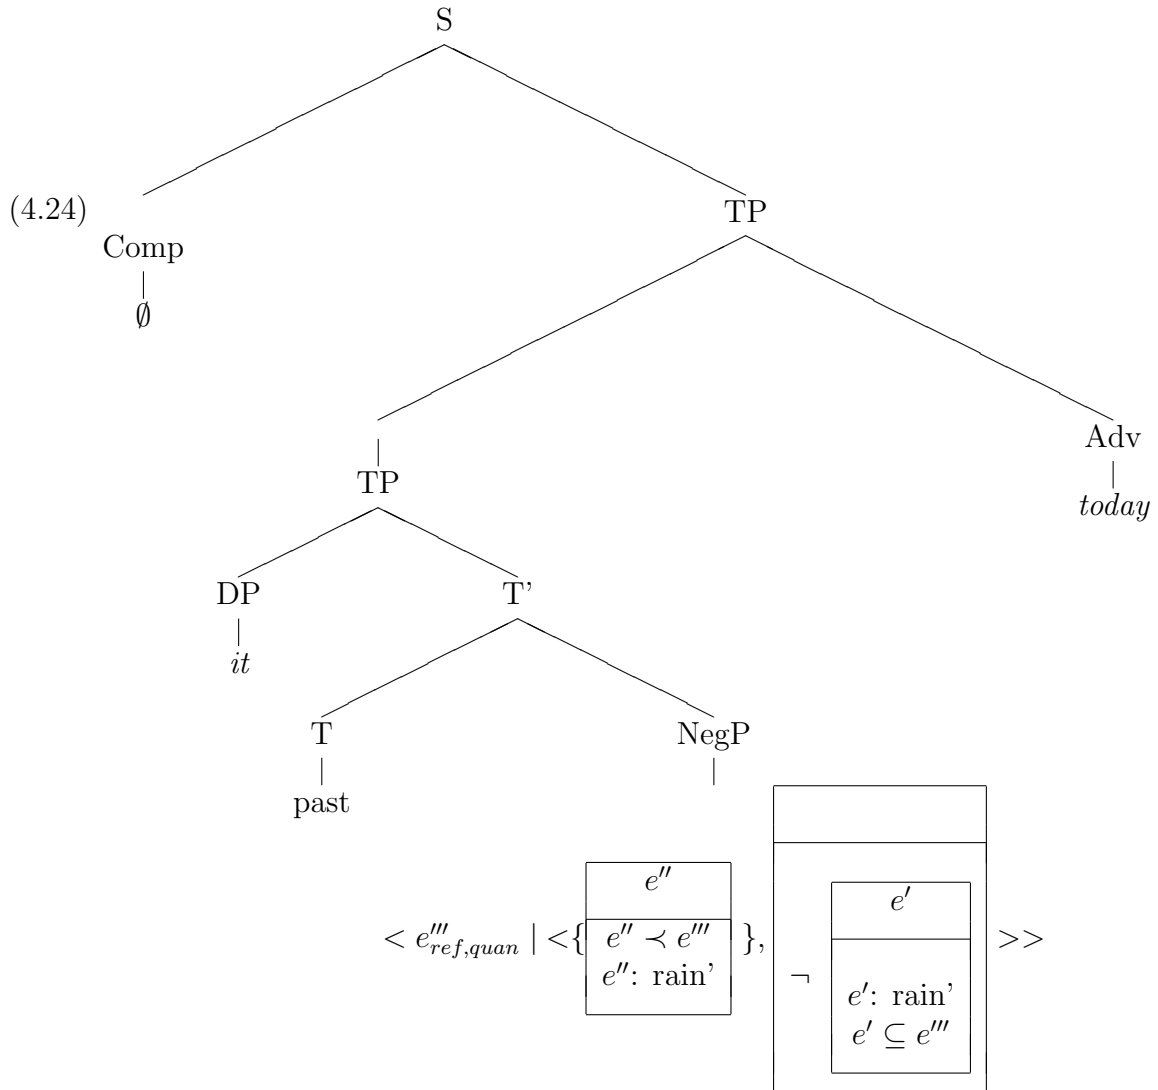 S
(4.24)
Comp
∅
TP
Adv
today
TP
DP
it
T'
T
past
NegP
< e'''ref,quan | <{
e''
e'' ≺ e'''
e'': rain'
},
¬
e'
e': rain'
e' ⊆ e'''
>>